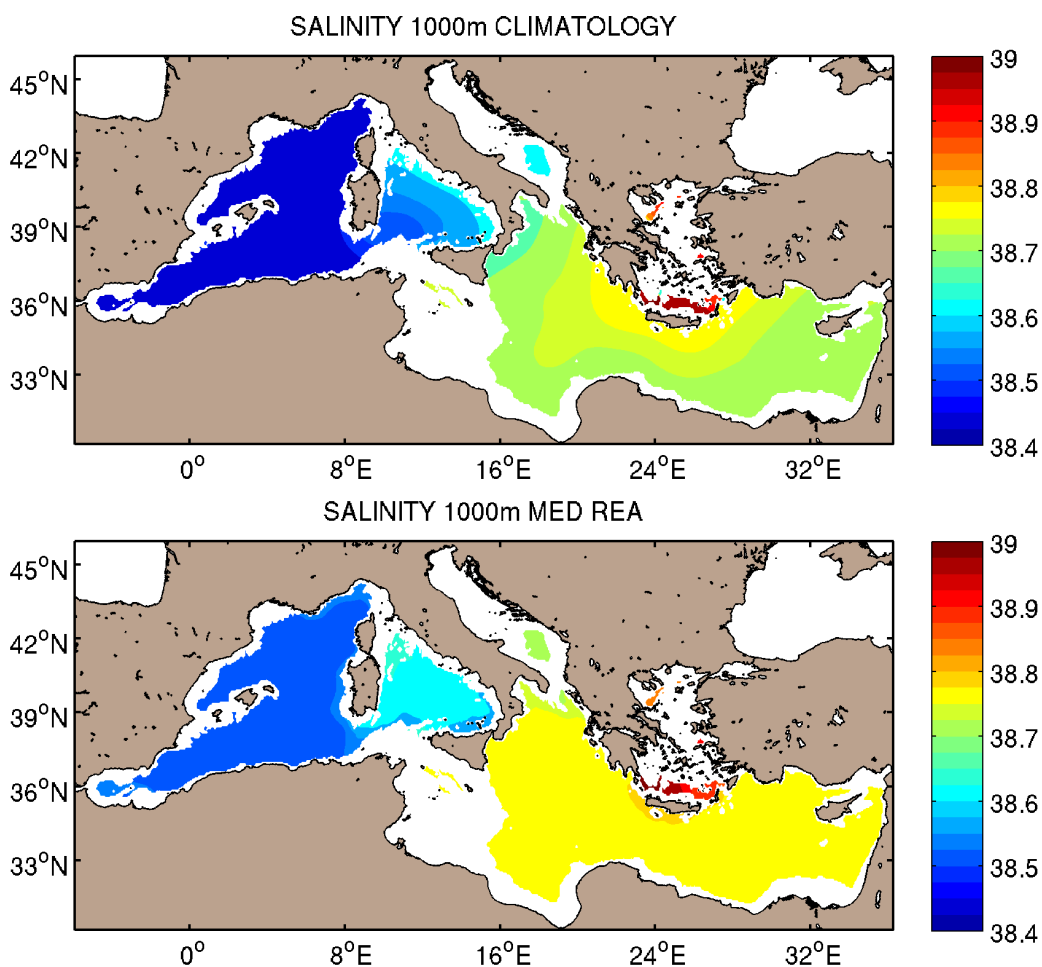 SALINITY 1000m CLIMATOLOGY
45°N
42°N
39°N
36°N
33°N
0°
8°E
16°E
24°E
32°E
39
38.9
38.8
38.7
38.6
38.5
38.4
SALINITY 1000m MED REA
45°N
42°N
39°N
36°N
33°N
0°
8°E
16°E
24°E
32°E
39
38.9
38.8
38.7
38.6
38.5
38.4